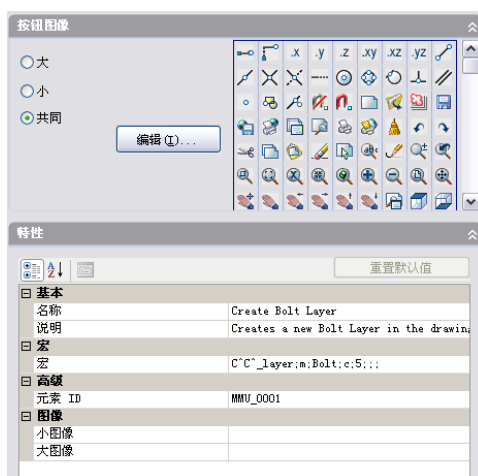 按钮图像
大
小
共同
编辑(I)...
.X .y .Z .XY .XZ .YZ
特性
重置默认值
基本
名称 Create Bolt Layer
说明 Creates a new Bolt Layer in the drawing
宏
宏 C^C^_layer;m;Bolt;c;5;;;
高级
元素 ID MMU_0001
图像
小图像
大图像